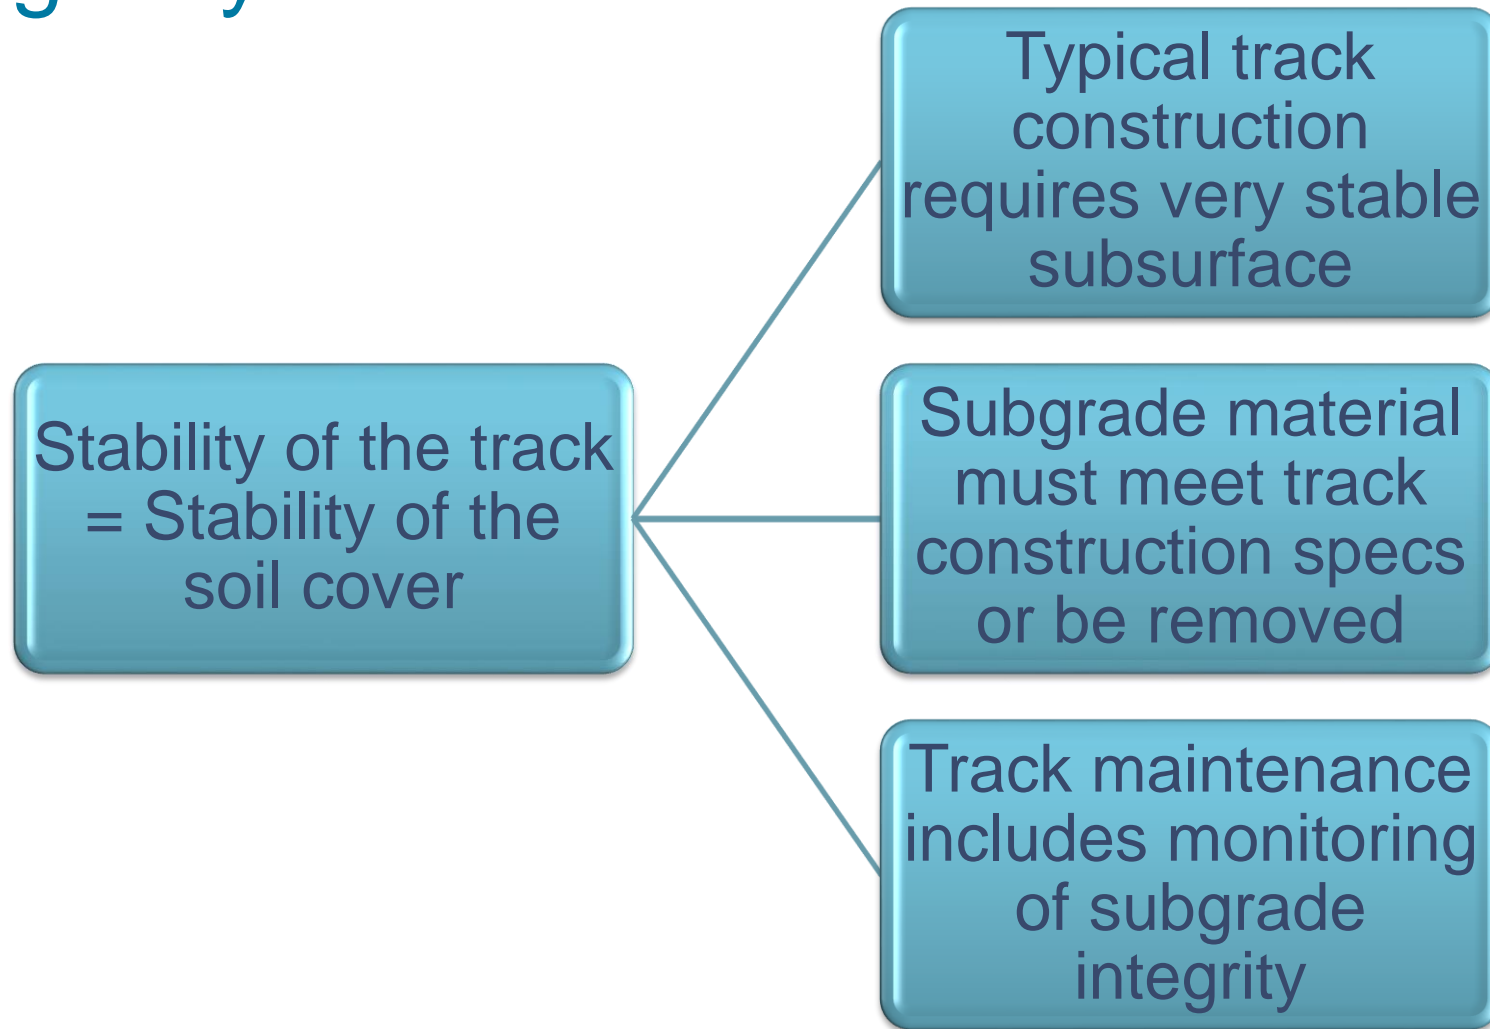 Stability of the track
= Stability of the
soil cover
Typical track
construction
requires very stable
subsurface
Subgrade material
must meet track
construction specs
or be removed
Track maintenance
includes monitoring
of subgrade
integrity